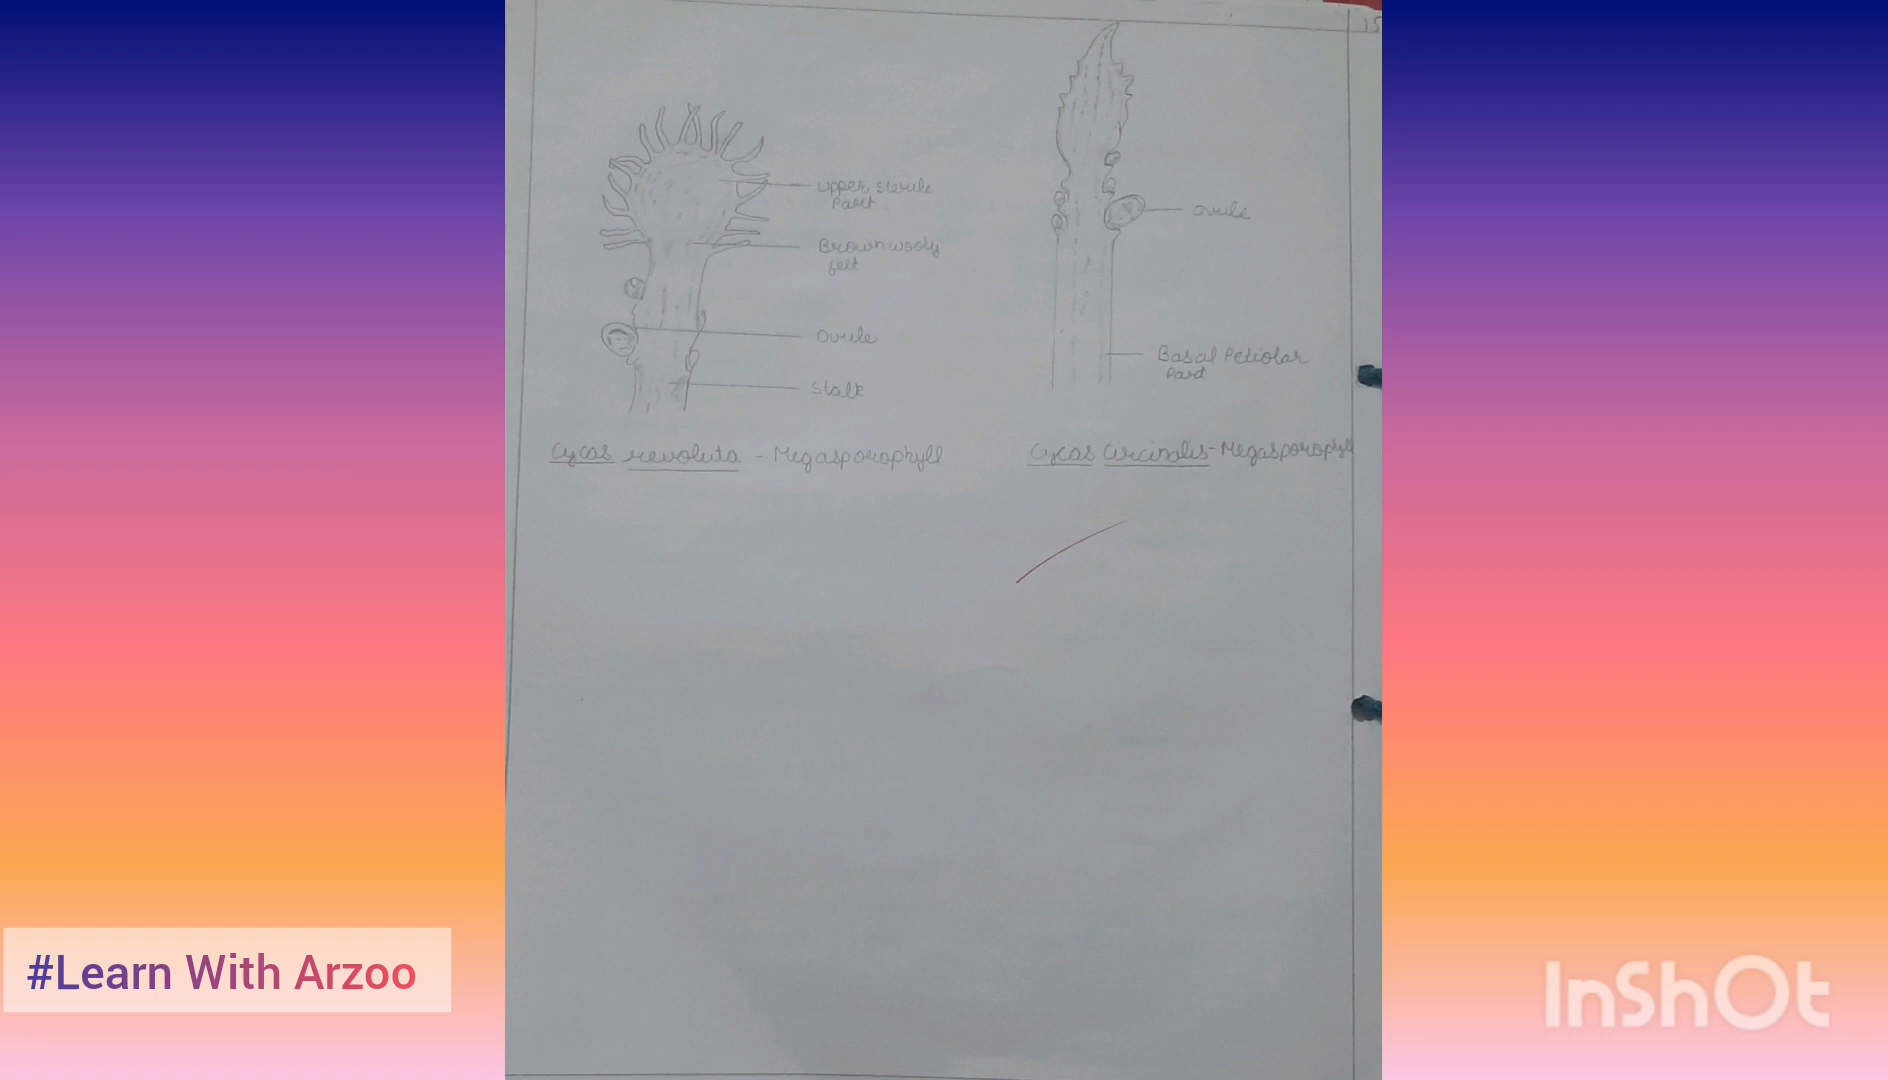 15
Upper sterile
Part
Brown wooly
felt
Ovule
Stalk
Cycas revoluta - Megasporophyll
Ovule
Basal Petiolar
Part
Cycas circinalis - Megasporophyll
#Learn With Arzoo
InShOt